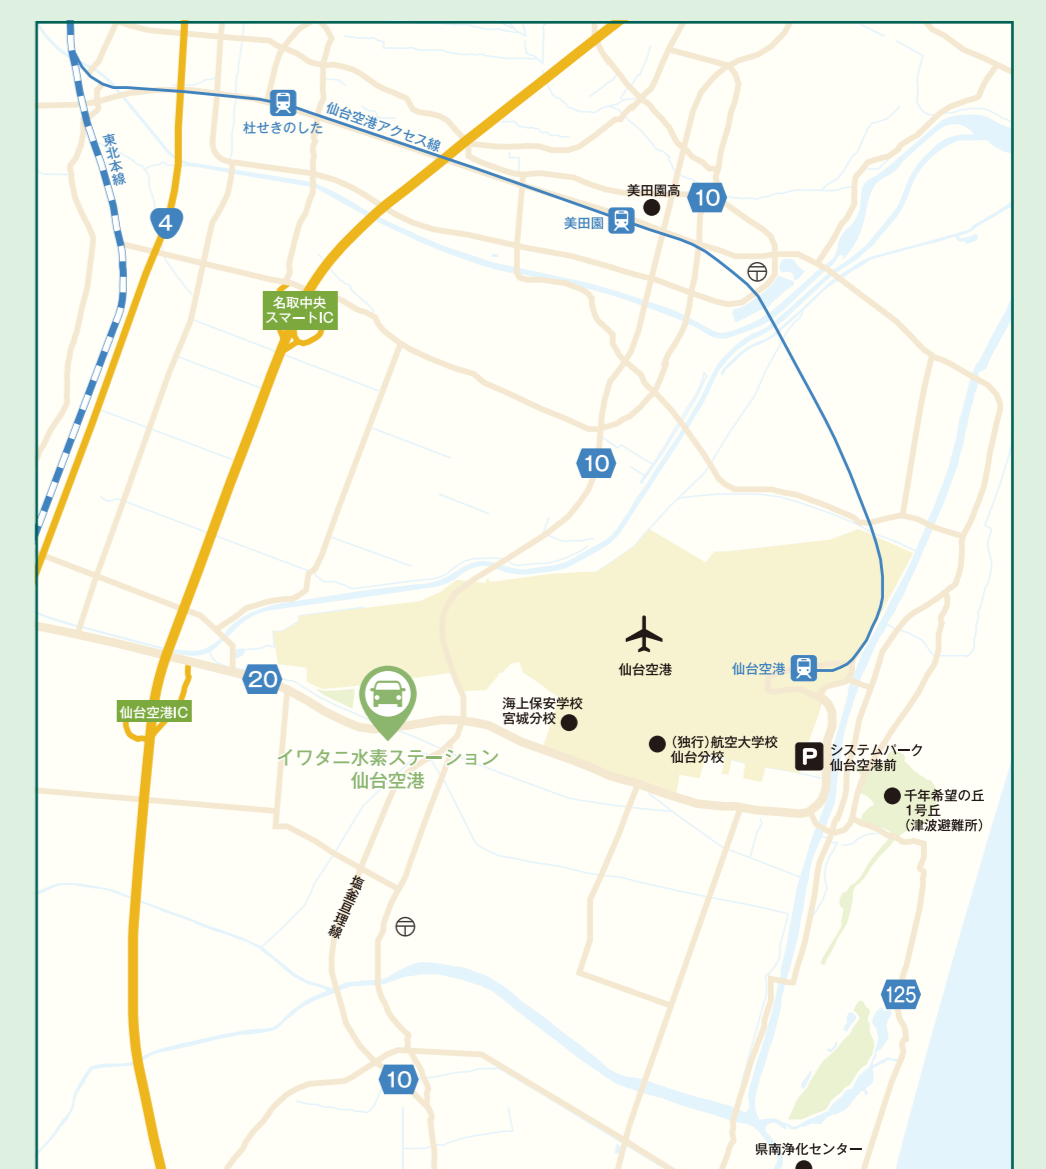 杜せきのした
仙台空港アクセス線
東北本線
4
美田園高
10
美田園
名取中央
スマートIC
10
仙台空港
仙台空港
20
海上保安学校
宮城分校
仙台空港IC
(独行)航空大学校
仙台分校
P
システムパーク
仙台空港前
イワタニ水素ステーション
仙台空港
千年希望の丘
1号丘
(津波避難所)
塩釜亘理線
125
10
県南浄化センター